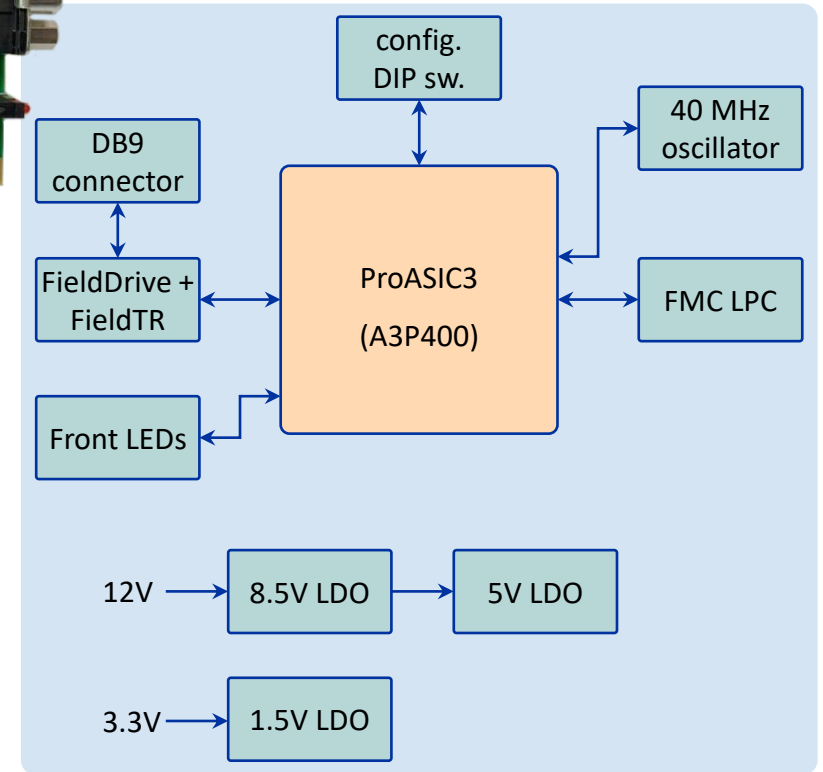 config.
DIP sw.
40 MHz
oscillator
DB9
connector
FieldDrive +
FieldTR
ProASIC3
(A3P400)
FMC LPC
Front LEDs
12V
8.5V LDO
5V LDO
3.3V
1.5V LDO